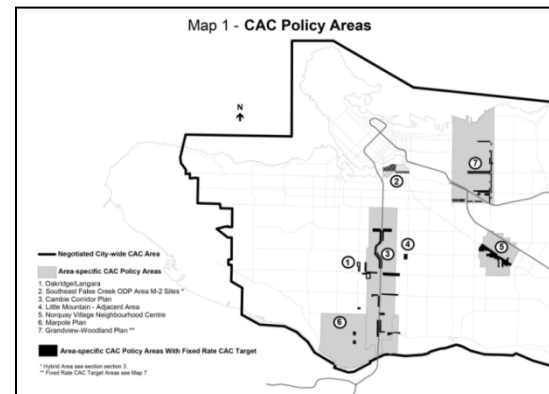 Map 1 - CAC Policy Areas
N
7
2
5
4
3
1
6
Negotiated City-wide CAC Area
Area-specific CAC Policy Areas
1. Oakridge/Langara
2. Southeast False Creek ODP Area M-2 Sites *
3. Cambie Corridor Plan
4. Little Mountain - Adjacent Area
5. Norquay Village Neighbourhood Centre
6. Marpole Plan
7. Grandview-Woodland Plan **
Area-specific CAC Policy Areas With Fixed Rate CAC Target
* Hybrid Area see section section 3.
** Fixed Rate CAC Target Areas see Map 7